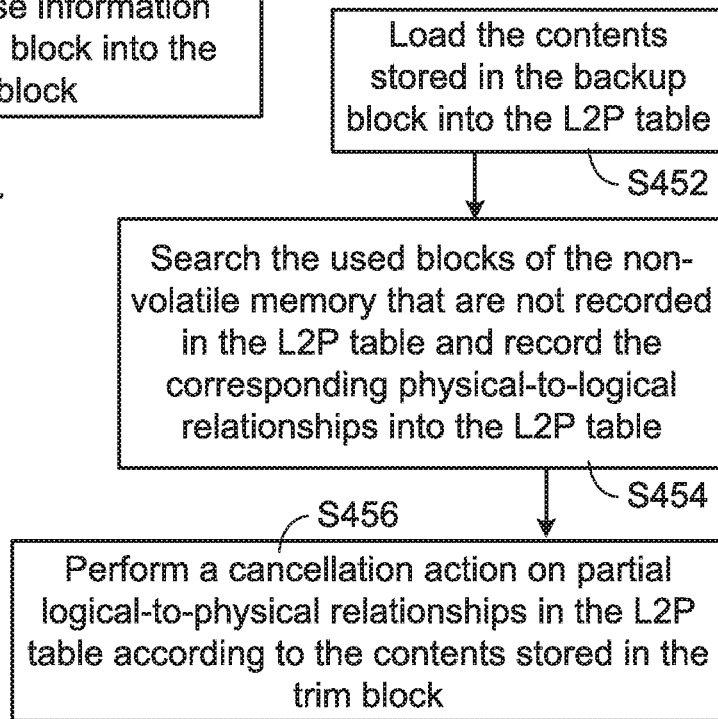 se information
block into the
block
Load the contents
stored in the backup
block into the L2P table
S452
Search the used blocks of the non-
volatile memory that are not recorded
in the L2P table and record the
corresponding physical-to-logical
relationships into the L2P table
S454
S456
Perform a cancellation action on partial
logical-to-physical relationships in the L2P
table according to the contents stored in the
trim block